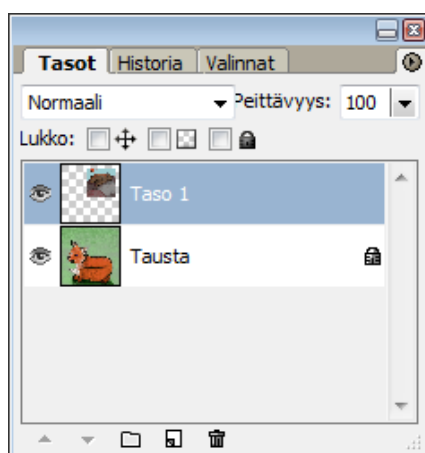 Tasot Historia Valinnat
Normaali Peittävyys: 100
Lukko:
Taso 1
Tausta